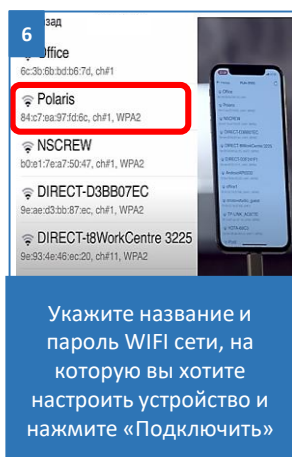 6
зад
Office
6c:3b:6b:bd:b6:7d, ch#1
Polaris
84:c7:ea:97:fd:6c, ch#1, WPA2
NSCREW
b0:e1:7e:a7:50:47, ch#1, WPA2
DIRECT-D3BB07EC
9e:ae:d3:bb:87:ec, ch#1, WPA2
DIRECT-t8WorkCentre 3225
9e:93:4e:46:ec:20, ch#11, WPA2
Укажите название и
пароль WIFI сети, на
которую вы хотите
настроить устройство и
нажмите «Подключить»